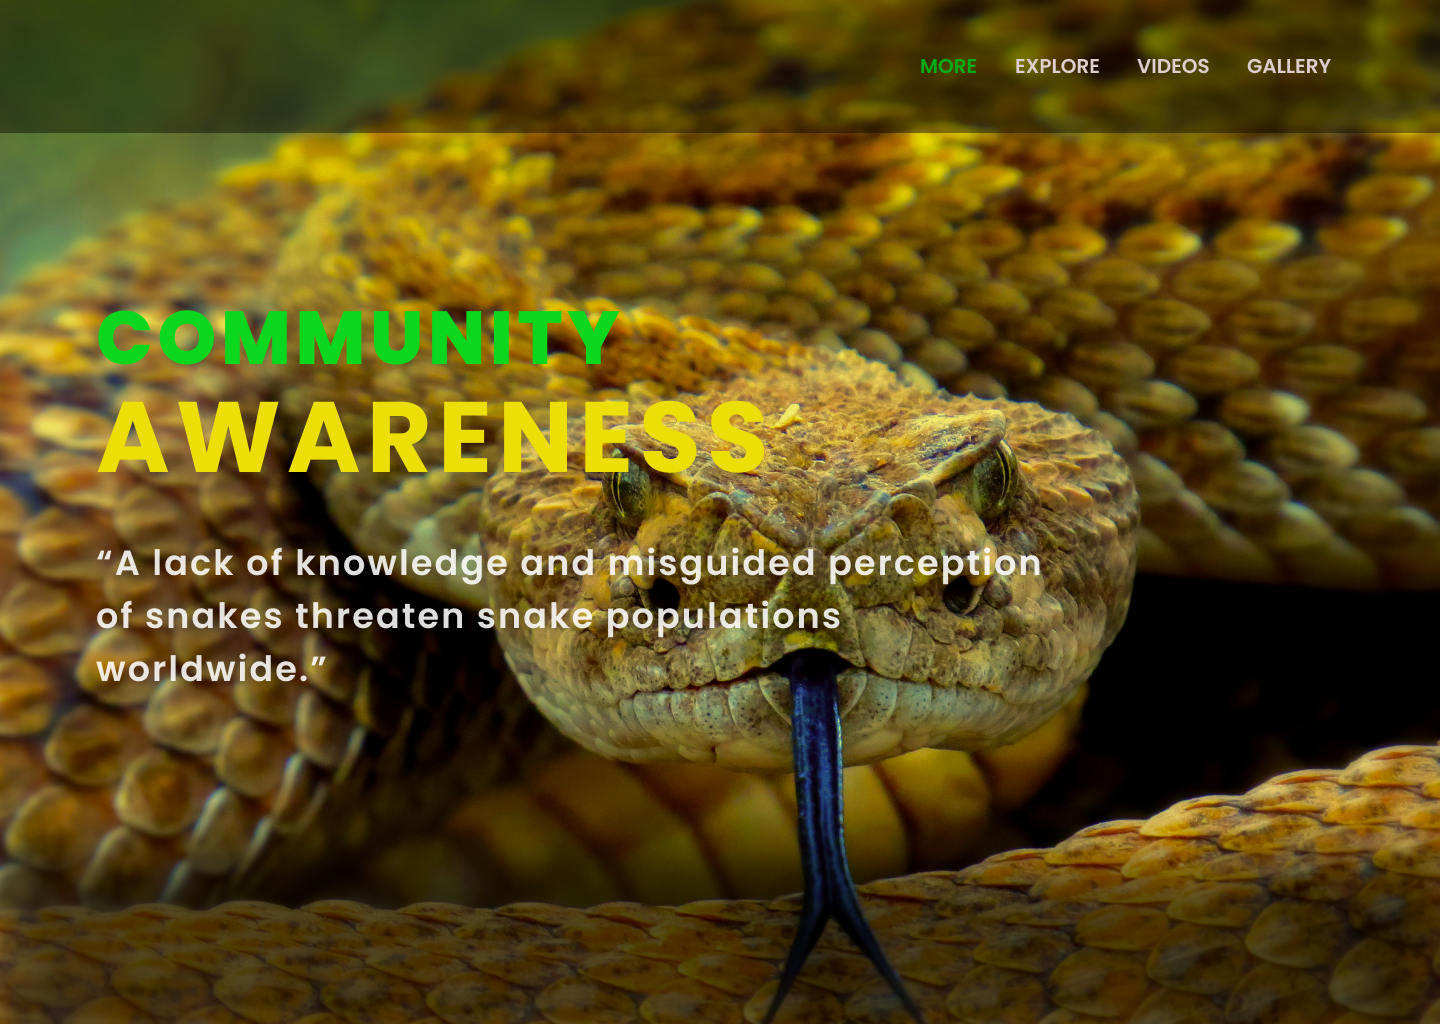 MORE EXPLORE VIDEOS GALLERY
COMMUNITY
AWARENESS
“A lack of knowledge and misguided perception
of snakes threaten snake populations
worldwide.”